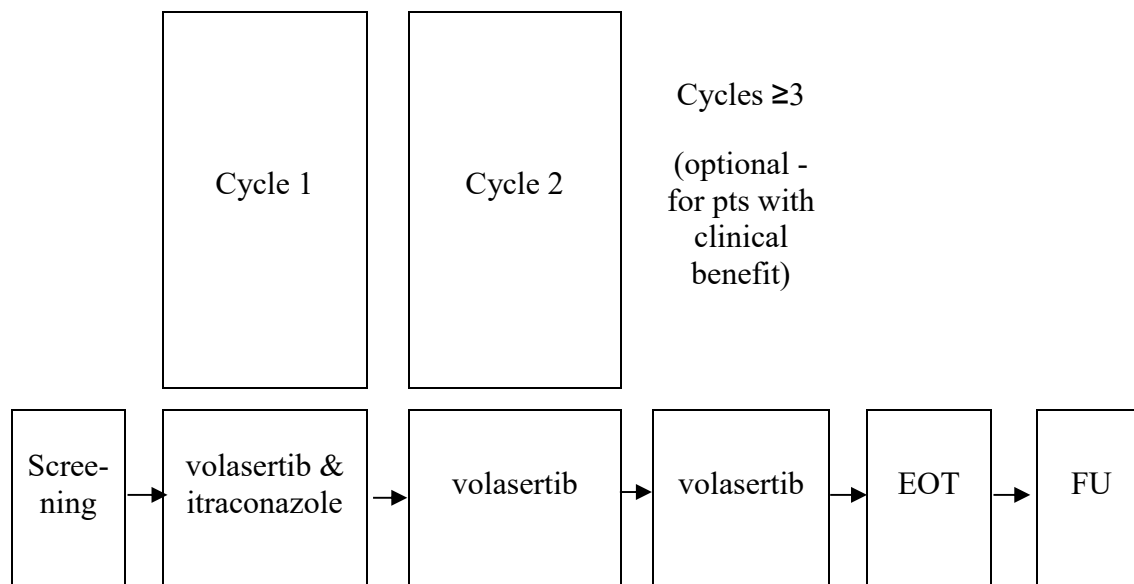 Cycle 1
Cycle 2
Cycles ≥3
(optional -
for pts with
clinical
benefit)
Scree-
ning
volasertib &
itraconazole
volasertib
volasertib
EOT
FU